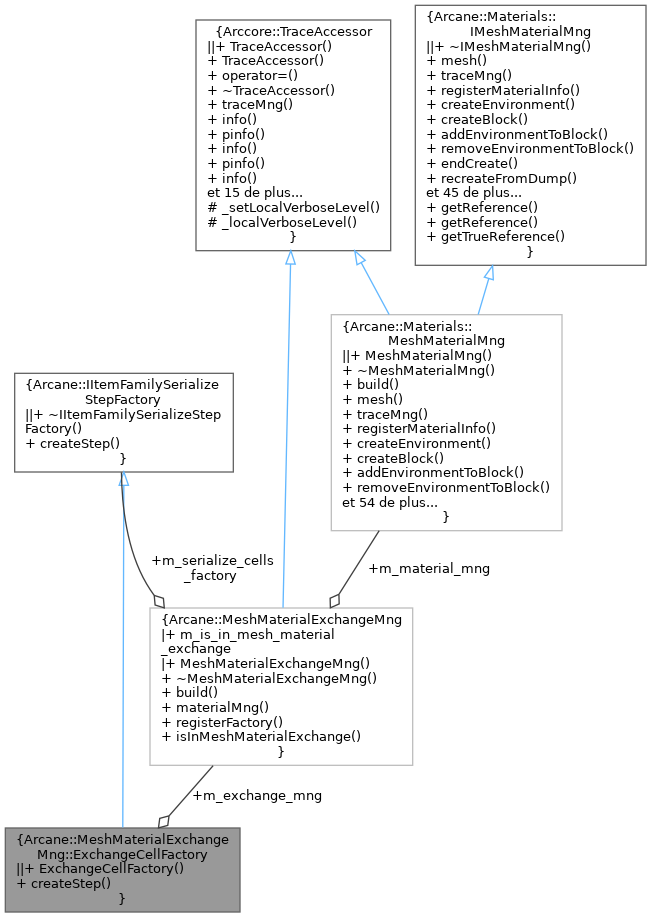 {Arccore::TraceAccessor
||+ TraceAccessor()
+ TraceAccessor()
+ operator=()
+ ~TraceAccessor()
+ traceMng()
+ info()
+ pinfo()
+ info()
+ pinfo()
+ info()
et 15 de plus...
# _setLocalVerboseLevel()
# _localVerboseLevel()
}
{Arcane::Materials::
IMeshMaterialMng
||+ ~IMeshMaterialMng()
+ mesh()
+ traceMng()
+ registerMaterialInfo()
+ createEnvironment()
+ createBlock()
+ addEnvironmentToBlock()
+ removeEnvironmentToBlock()
+ endCreate()
+ recreateFromDump()
et 45 de plus...
+ getReference()
+ getReference()
+ getTrueReference()
}
{Arcane::Materials::
MeshMaterialMng
||+ MeshMaterialMng()
+ ~MeshMaterialMng()
+ build()
+ mesh()
+ traceMng()
+ registerMaterialInfo()
+ createEnvironment()
+ createBlock()
+ addEnvironmentToBlock()
+ removeEnvironmentToBlock()
et 54 de plus...
}
{Arcane::IItemFamilySerialize
StepFactory
||+ ~IItemFamilySerializeStep
Factory()
+ createStep()
}
+m_serialize_cells
_factory
+m_material_mng
{Arcane::MeshMaterialExchangeMng
|+ m_is_in_mesh_material
_exchange
|+ MeshMaterialExchangeMng()
+ ~MeshMaterialExchangeMng()
+ build()
+ materialMng()
+ registerFactory()
+ isInMeshMaterialExchange()
}
+m_exchange_mng
{Arcane::MeshMaterialExchange
Mng::ExchangeCellFactory
||+ ExchangeCellFactory()
+ createStep()
}